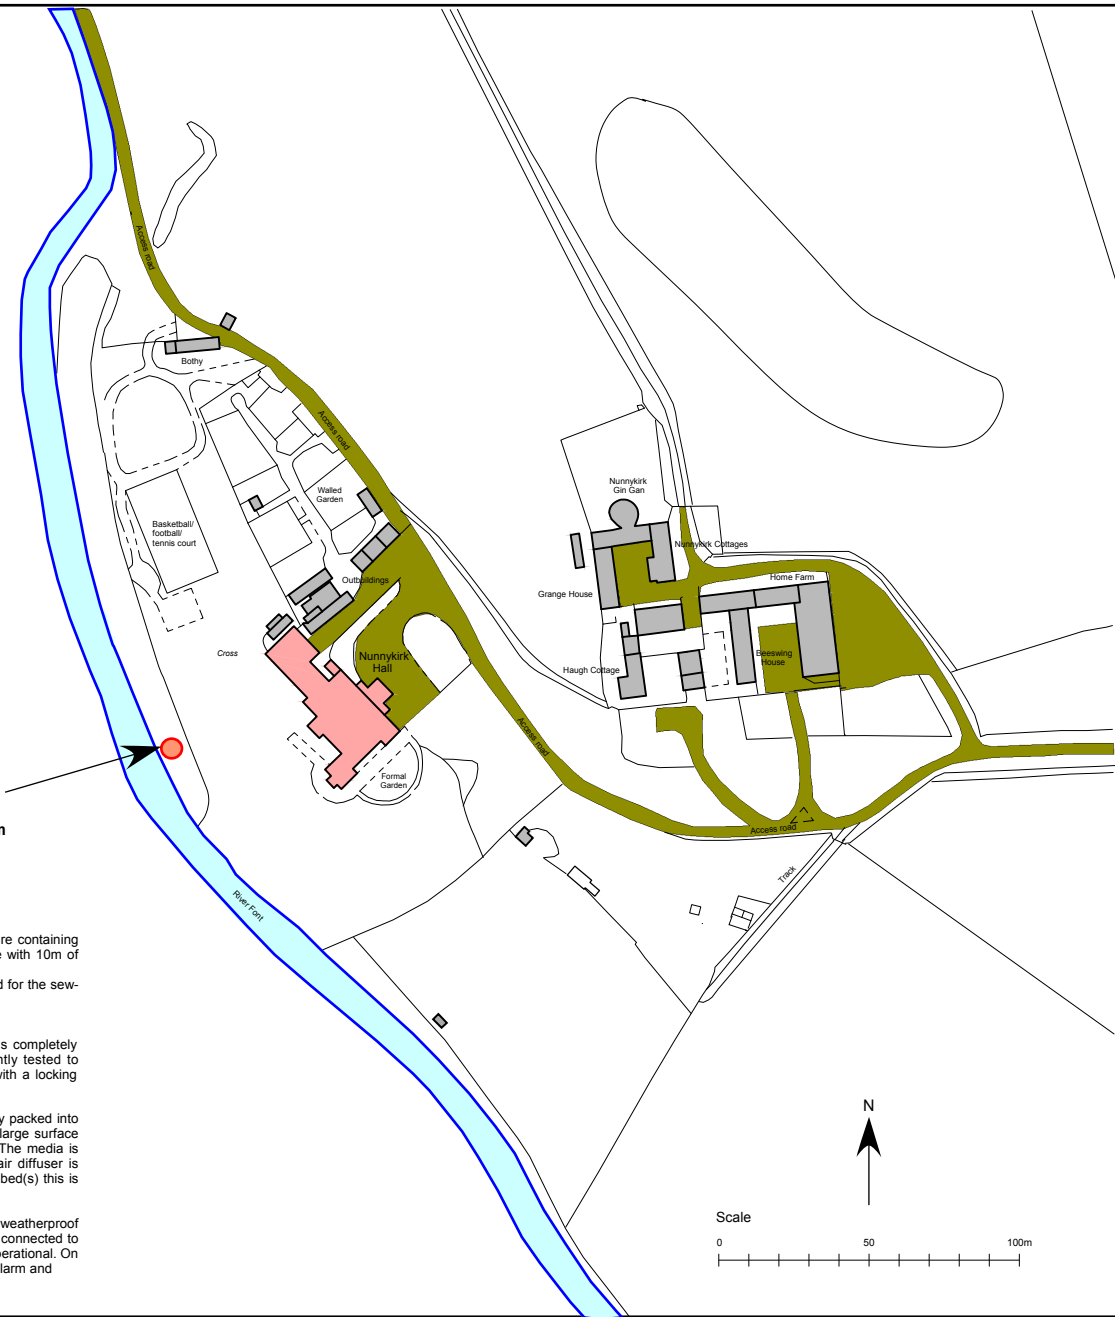 Access road
Bothy
Access road
Walled
Garden
Nunnykirk
Gin Gan
Basketball/
football/
tennis court
Nunnykirk Cottages
Outbuildings
Grange House
Home Farm
Cross
Nunnykirk
Hall
Haugh Cottage
Beeswing
House
Access road
Formal
Garden
Access road
Track
River Font
n
re containing
e with 10m of
d for the sew-
s completely
ntly tested to
with a locking
y packed into
large surface
The media is
air diffuser is
bed(s) this is
weatherproof
connected to
perational. On
larm and
N
Scale
0 50 100m